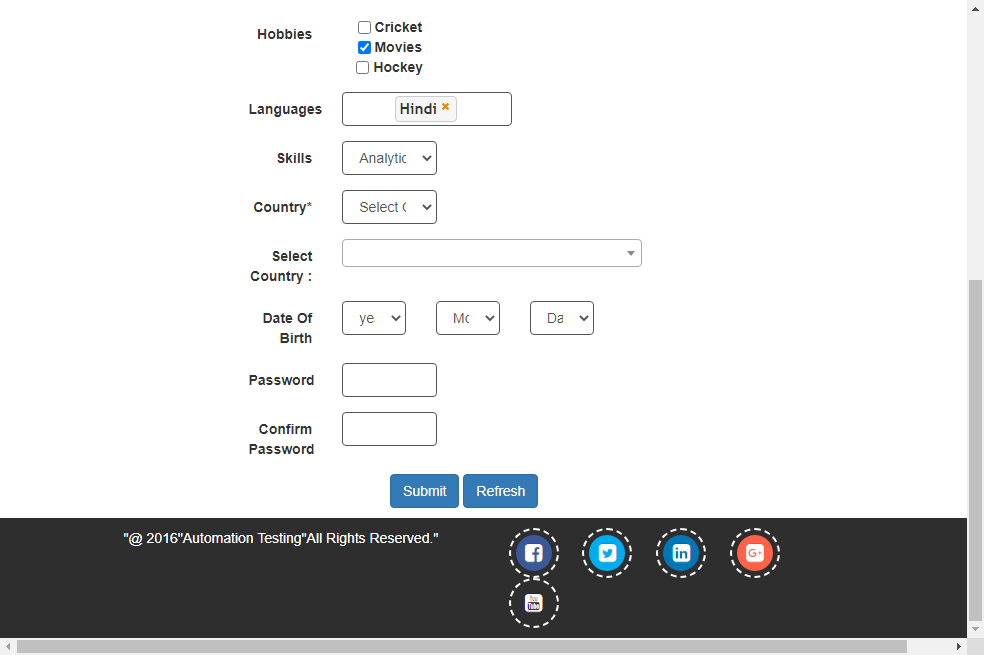 Hobbies
Cricket
Movies
Hockey
Languages
Hindi
Skills
Analytic
Country*
Select C
Select
Country :
Date Of
Birth
ye
Mo
Da
Password
Confirm
Password
Submit Refresh
"@ 2016"Automation Testing"All Rights Reserved."
G+
You
Tube